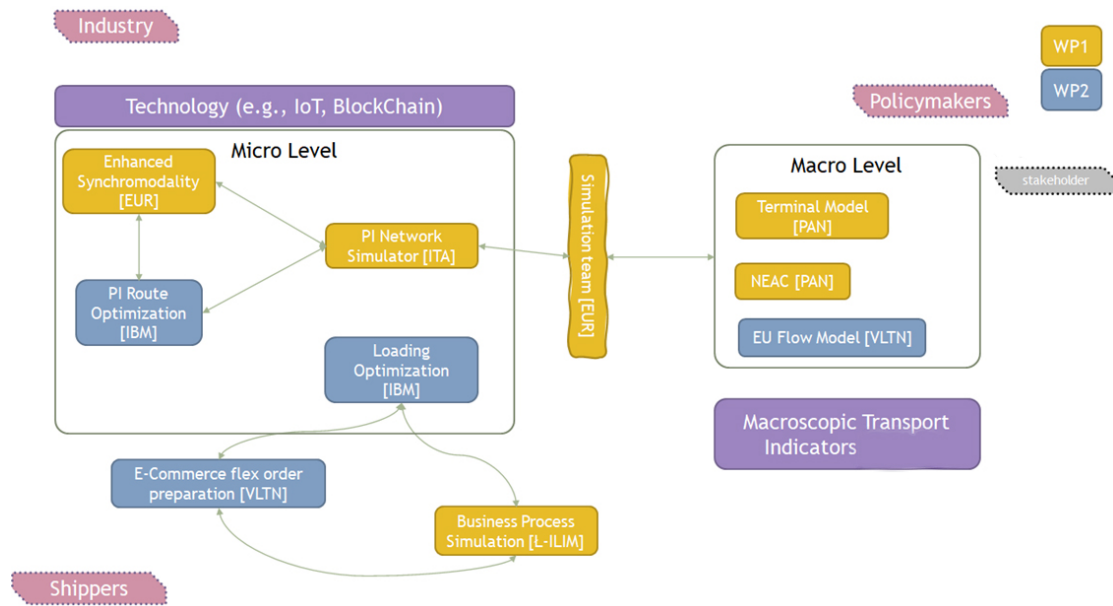 Industry
WP1
WP2
Technology (e.g., IoT, BlockChain)
Policymakers
Micro Level
Enhanced
Synchromodality
[EUR]
PI Network
Simulator [ITA]
PI Route
Optimization
[IBM]
Loading
Optimization
[IBM]
Simulation team [EUR]
Macro Level
stakeholder
Terminal Model
[PAN]
NEAC [PAN]
EU Flow Model [VLTN]
Macroscopic Transport
Indicators
E-Commerce flex order
preparation [VLTN]
Business Process
Simulation [L-ILIM]
Shippers